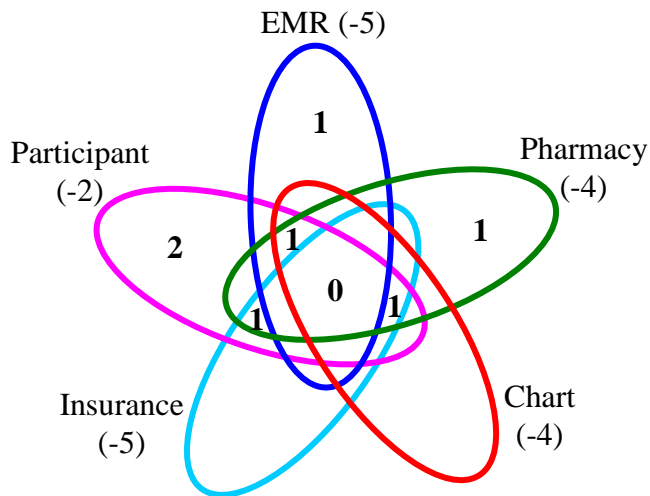 EMR (-5)
1
Participant
(-2)
Pharmacy
(-4)
2
1
1
0
1
1
Insurance
(-5)
Chart
(-4)